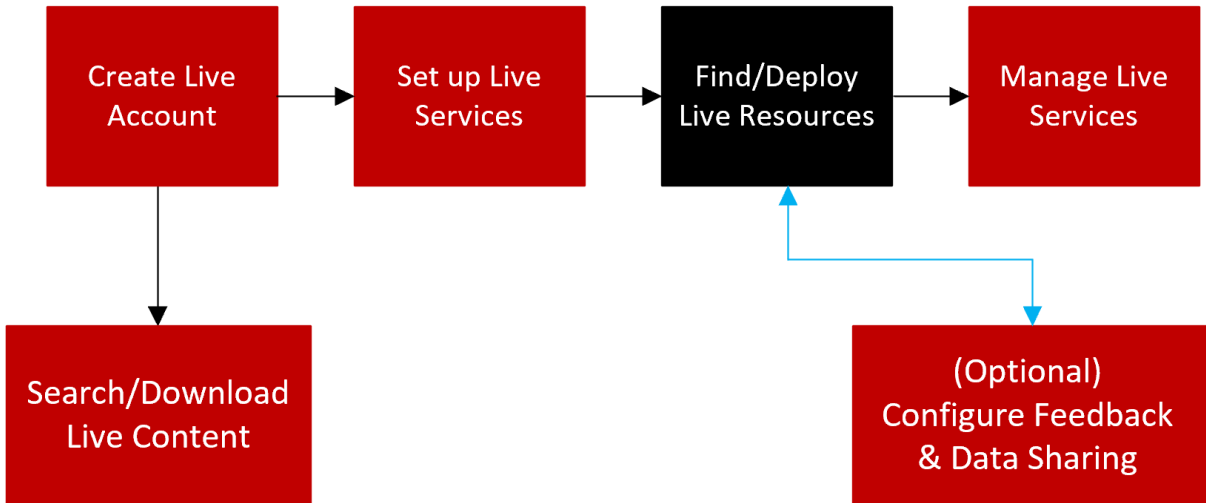 Create Live
Account
Set up Live
Services
Find/Deploy
Live Resources
Manage Live
Services
Search/Download
Live Content
(Optional)
Configure Feedback
& Data Sharing